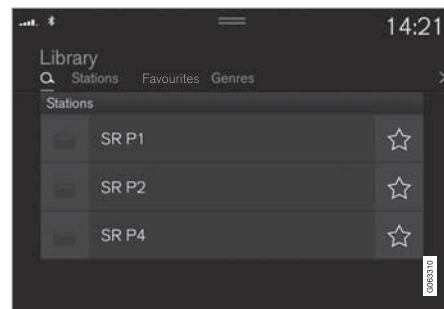 14:21
Library
Stations Favourites Genres
Stations
SR P1
SR P2
SR P4
G063310